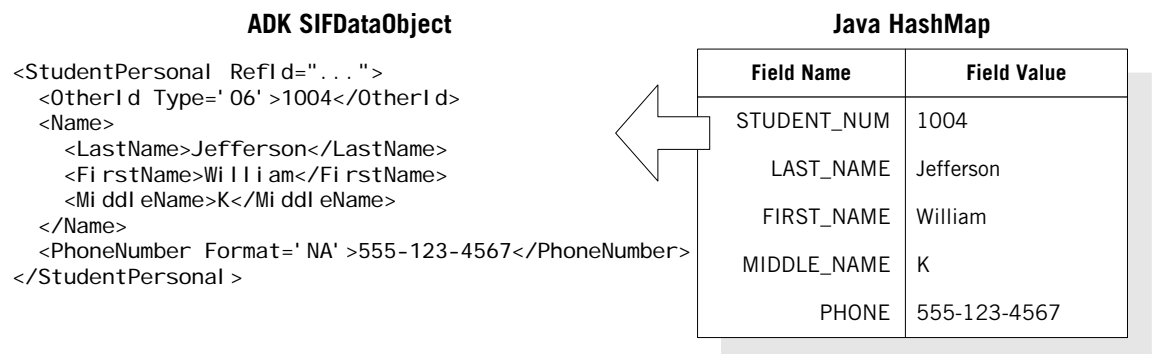 ADK SIFDataObject
<StudentPersonal RefId="...">
<OtherId Type='06'>1004</OtherId>
<Name>
<LastName>Jefferson</LastName>
<FirstName>William</FirstName>
<MiddleName>K</MiddleName>
</Name>
<PhoneNumber Format='NA'>555-123-4567</PhoneNumber>
</StudentPersonal>
Java HashMap
Field Name Field Value
STUDENT_NUM 1004
LAST_NAME Jefferson
FIRST_NAME William
MIDDLE_NAME K
PHONE 555-123-4567